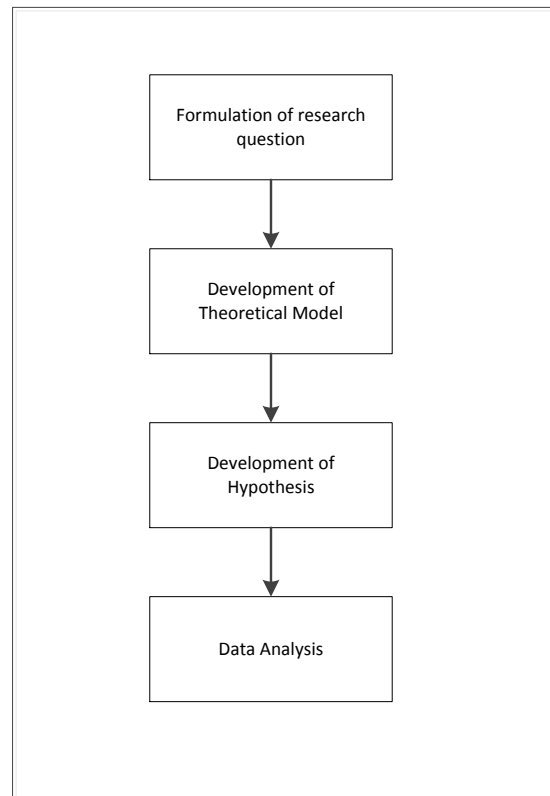 Formulation of research
question
Development of
Theoretical Model
Development of
Hypothesis
Data Analysis